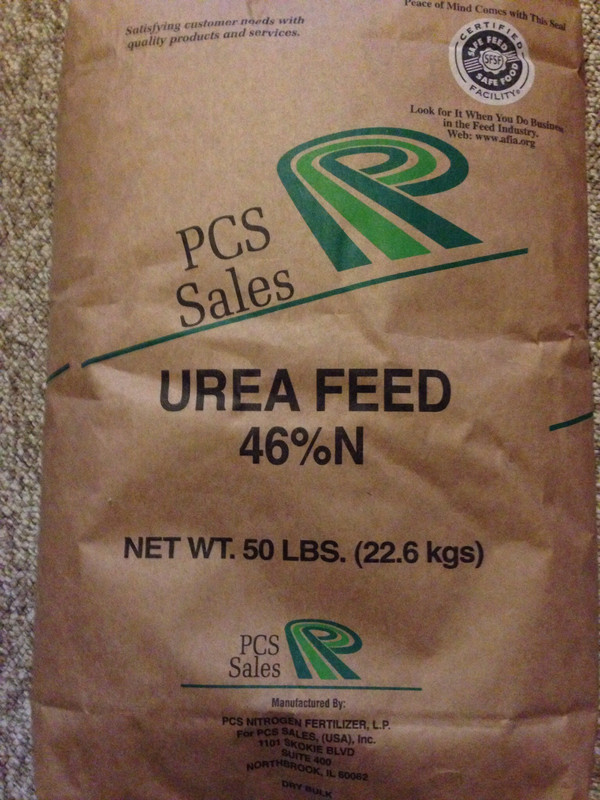 Satisfying customer needs with
quality products and services.
Peace of Mind Comes with This Seal
CERTIFIED
SAFE FEED
SFSF
SAFE FOOD
FACILITY
Look for It When You Do Business
in the Feed Industry.
Web: www.afia.org
PCS
Sales
UREA FEED
46%N
NET WT. 50 LBS. (22.6 kgs)
PCS
Sales
Manufactured By:
PCS NITROGEN FERTILIZER, L.P.
For PCS SALES, (USA), Inc.
1101 SKOKIE BLVD
SUITE 400
NORTHBROOK, IL 60062
DRY BULK